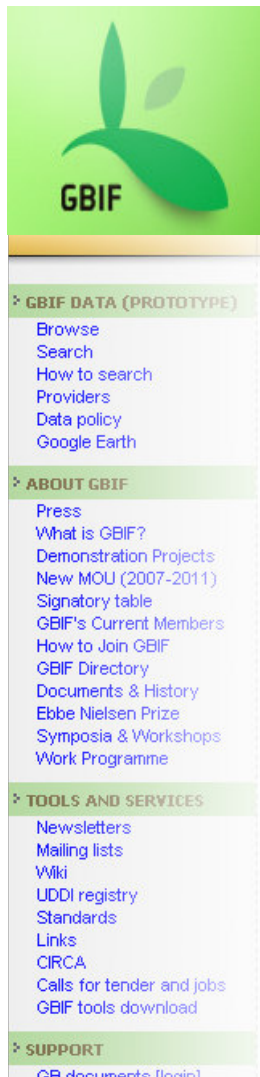 GBIF
GBIF DATA (PROTOTYPE)
Browse
Search
How to search
Providers
Data policy
Google Earth
ABOUT GBIF
Press
What is GBIF?
Demonstration Projects
New MOU (2007-2011)
Signatory table
GBIF's Current Members
How to Join GBIF
GBIF Directory
Documents & History
Ebbe Nielsen Prize
Symposia & Workshops
Work Programme
TOOLS AND SERVICES
Newsletters
Mailing lists
Wiki
UDDI registry
Standards
Links
CIRCA
Calls for tender and jobs
GBIF tools download
SUPPORT
GB documents [login]